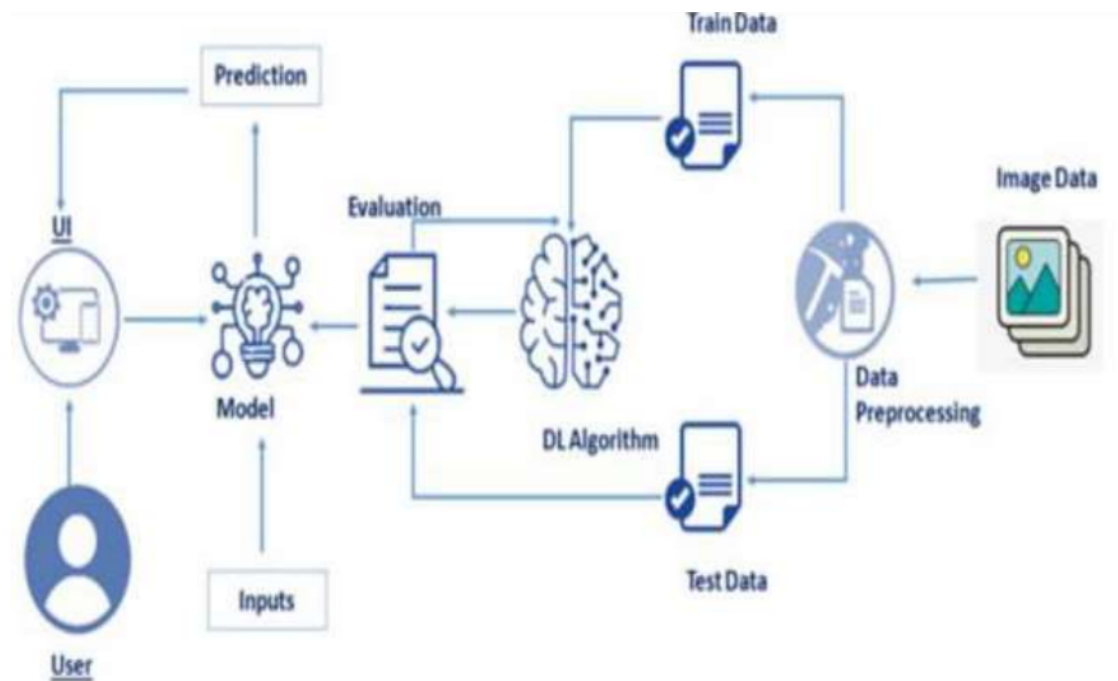 Train Data
Prediction
Image Data
Evaluation
UI
Data
Preprocessing
Model
DL Algorithm
Test Data
Inputs
User